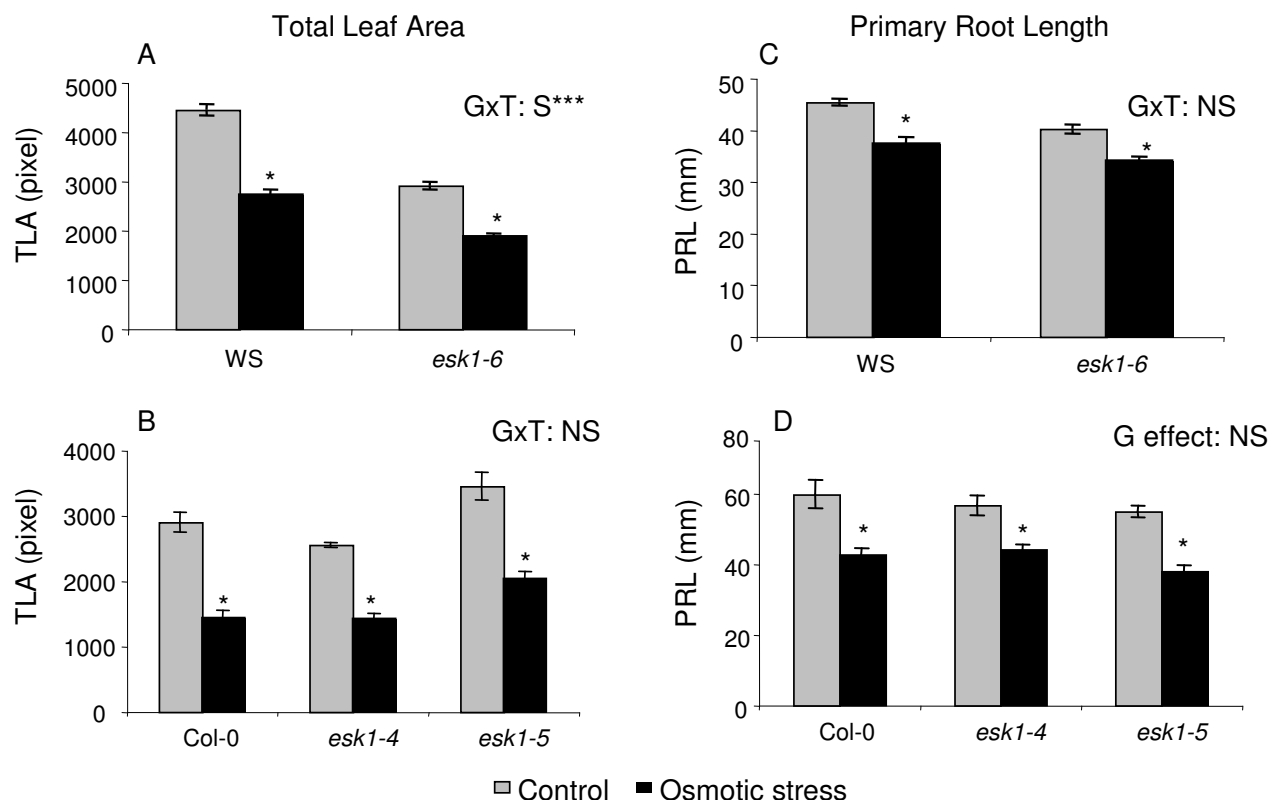 Total Leaf Area
Primary Root Length
A
GxT: S***
TLA (pixel)
5000
4000
3000
2000
1000
0
*
*
WS
esk1-6
C
GxT: NS
PRL (mm)
50
40
30
20
10
0
*
*
WS
esk1-6
B
GxT: NS
TLA (pixel)
4000
3000
2000
1000
0
*
*
*
Col-0
esk1-4
esk1-5
D
G effect: NS
PRL (mm)
80
60
40
20
0
*
*
*
Col-0
esk1-4
esk1-5
Control
Osmotic stress